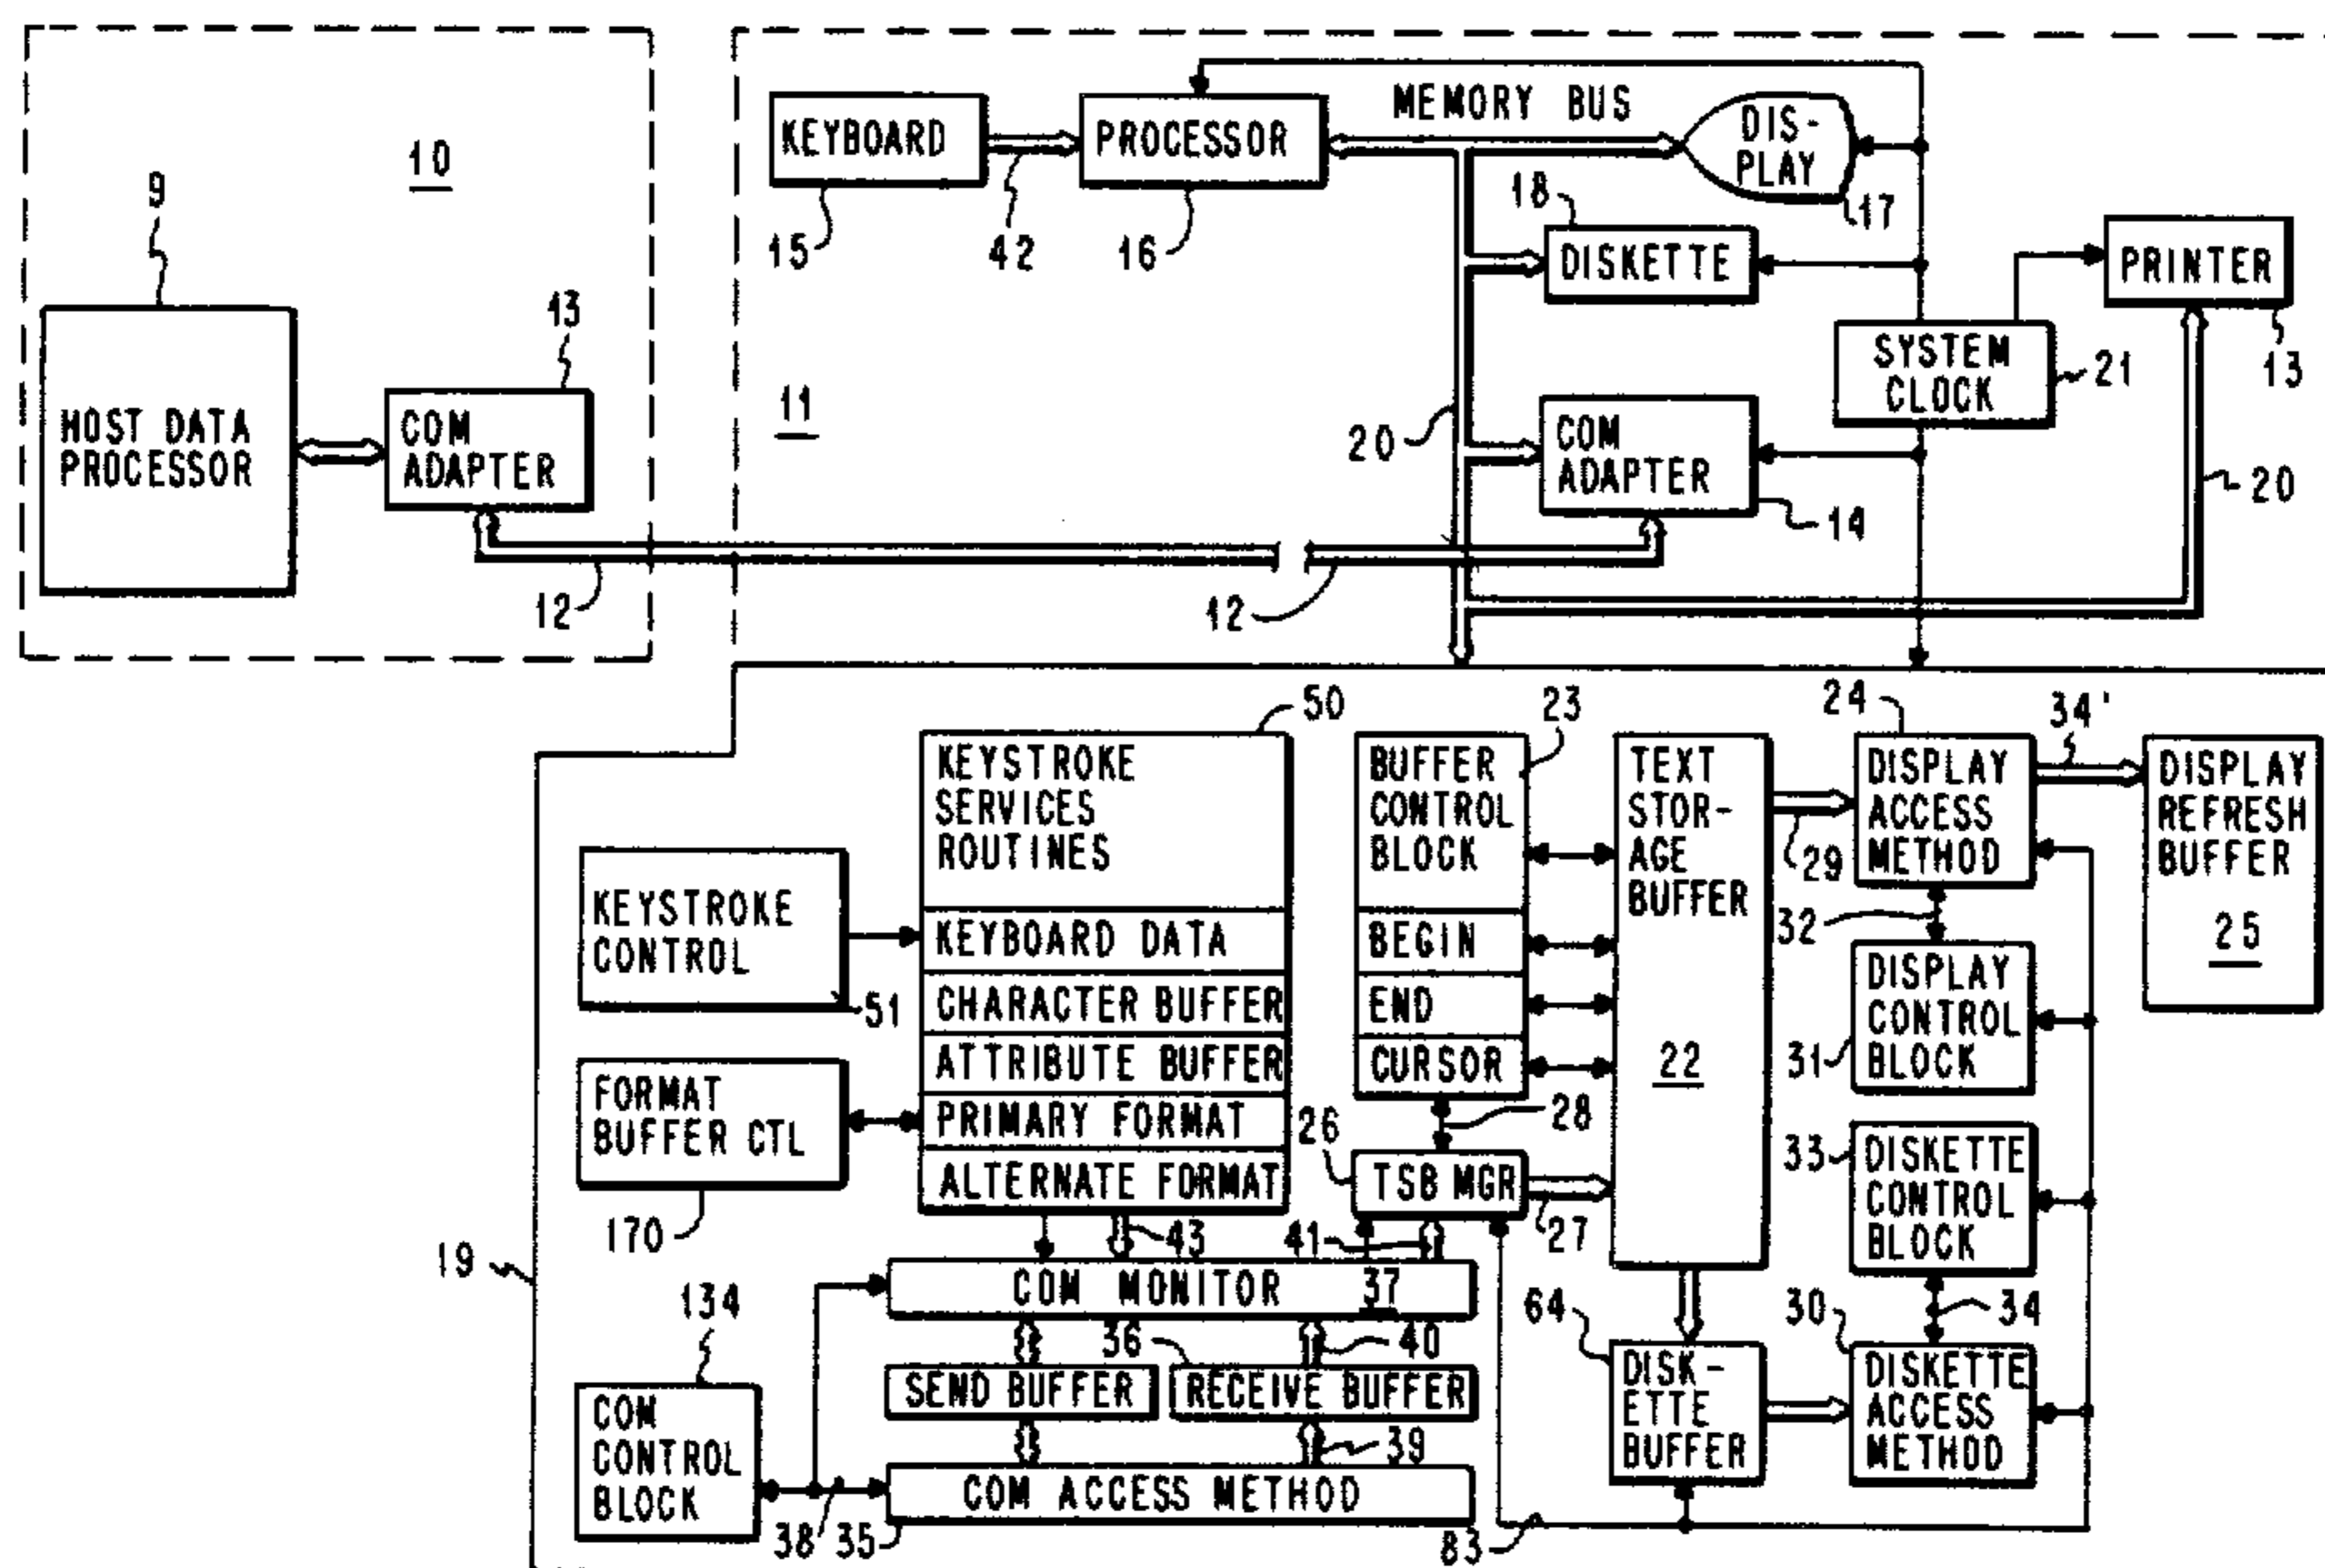 10
9
13
HOST DATA
PROCESSOR
COM
ADAPTER
12
11
KEYBOARD
15
42
PROCESSOR
16
MEMORY BUS
DIS-
PLAY
17
18
DISKETTE
PRINTER
13
SYSTEM
CLOCK
21
20
COM
ADAPTER
14
20
12
19
50
KEYSTROKE
SERVICES
ROUTINES
KEYBOARD DATA
CHARACTER BUFFER
ATTRIBUTE BUFFER
PRIMARY FORMAT
ALTERNATE FORMAT
KEYSTROKE
CONTROL
51
FORMAT
BUFFER CTL
170
43
23
BUFFER
CONTROL
BLOCK
BEGIN
END
CURSOR
28
26
TSB MGR
27
41
TEXT
STOR-
AGE
BUFFER
22
24
34'
DISPLAY
ACCESS
METHOD
29
32
DISPLAY
REFRESH
BUFFER
25
DISPLAY
CONTROL
BLOCK
31
33
DISKETTE
CONTROL
BLOCK
34
30
DISKETTE
ACCESS
METHOD
64
DISK-
ETTE
BUFFER
COM MONITOR 37
134
COM
CONTROL
BLOCK
36
40
SEND BUFFER
RECEIVE BUFFER
39
COM ACCESS METHOD
38
35
83